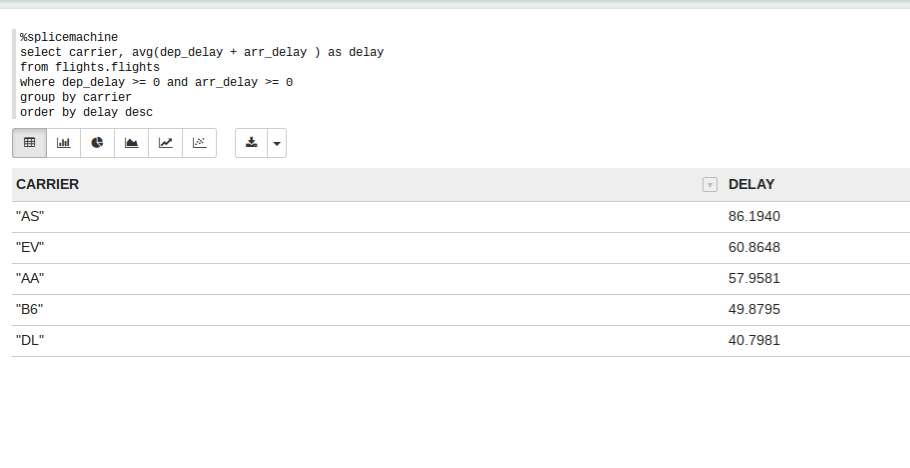 %splicemachine
select carrier, avg(dep_delay + arr_delay ) as delay
from flights.flights
where dep_delay >= 0 and arr_delay >= 0
group by carrier
order by delay desc
CARRIER DELAY
"AS" 86.1940
"EV" 60.8648
"AA" 57.9581
"B6" 49.8795
"DL" 40.7981